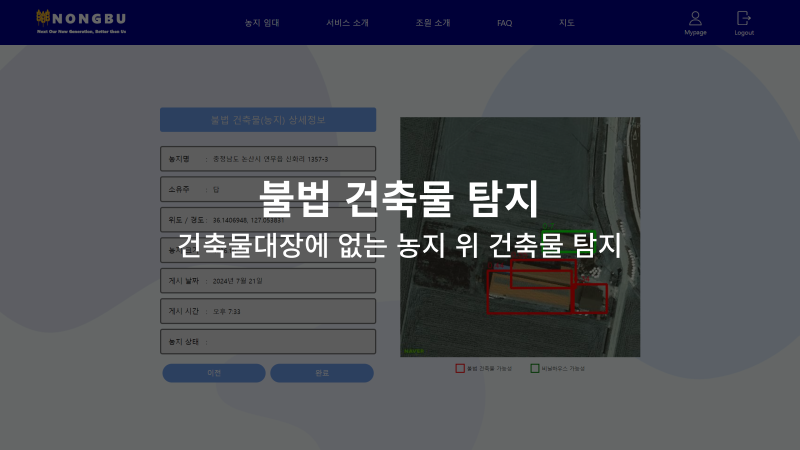 NONGBU
Meet Our New Generation, Better than Us
농지 임대
서비스 소개
조원 소개
FAQ
지도
Mypage
Logout
불법 건축물(농지) 상세정보
농지명 : 충청남도 논산시 연무읍 신화리 1357-3
소유주 : 답
위도 / 경도 : 36.1406948, 127.053831
불법 건축물 탐지
건축물대장에 없는 농지 위 건축물 탐지
게시 날짜 : 2024년 7월 21일
게시 시간 : 오후 7:33
농지 상태 :
이전
완료
NAVER
불법 건축물 가능성
비닐하우스 가능성